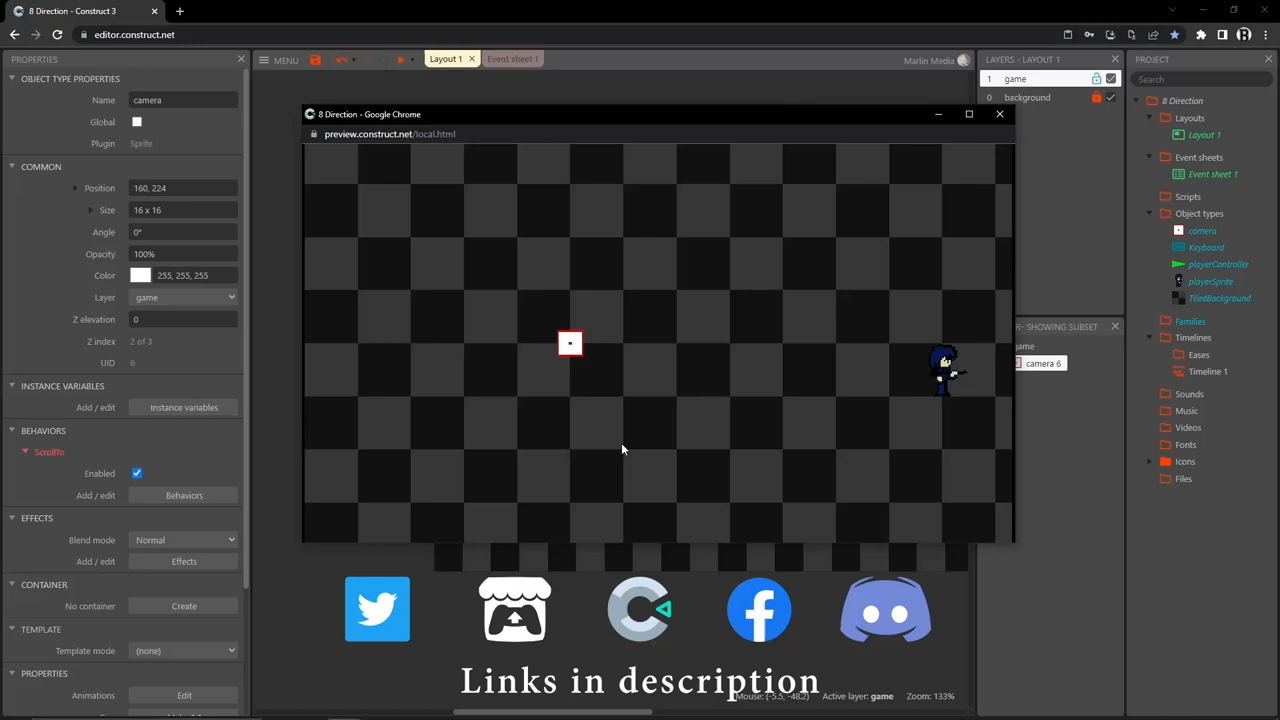 8 Direction - Construct 3
editor.construct.net
PROPERTIES
OBJECT TYPE PROPERTIES
Name camera
Global
Plugin Sprite
COMMON
Position 160, 224
Size 16 x 16
Angle 0°
Opacity 100%
Color 255, 255, 255
Layer game
Z elevation 0
Z index 2 of 3
UID 6
INSTANCE VARIABLES
Add / edit Instance variables
BEHAVIORS
ScrollTo
Enabled
Add / edit Behaviors
EFFECTS
Blend mode Normal
Add / edit Effects
CONTAINER
No container Create
TEMPLATE
Template mode (none)
PROPERTIES
Animations Edit
MENU
Layout 1
Event sheet 1
Marlin Media
8 Direction - Google Chrome
preview.construct.net/local.html
Links in description
Mouse: (-5.5, -48.2) Active layer: game Zoom: 133%
LAYERS - LAYOUT 1
1 game
0 background
R- SHOWING SUBSET
game
camera 6
PROJECT
Search
8 Direction
Layouts
Layout 1
Event sheets
Event sheet 1
Scripts
Object types
camera
Keyboard
playerController
playerSprite
TiledBackground
Families
Timelines
Eases
Timeline 1
Sounds
Music
Videos
Fonts
Icons
Files